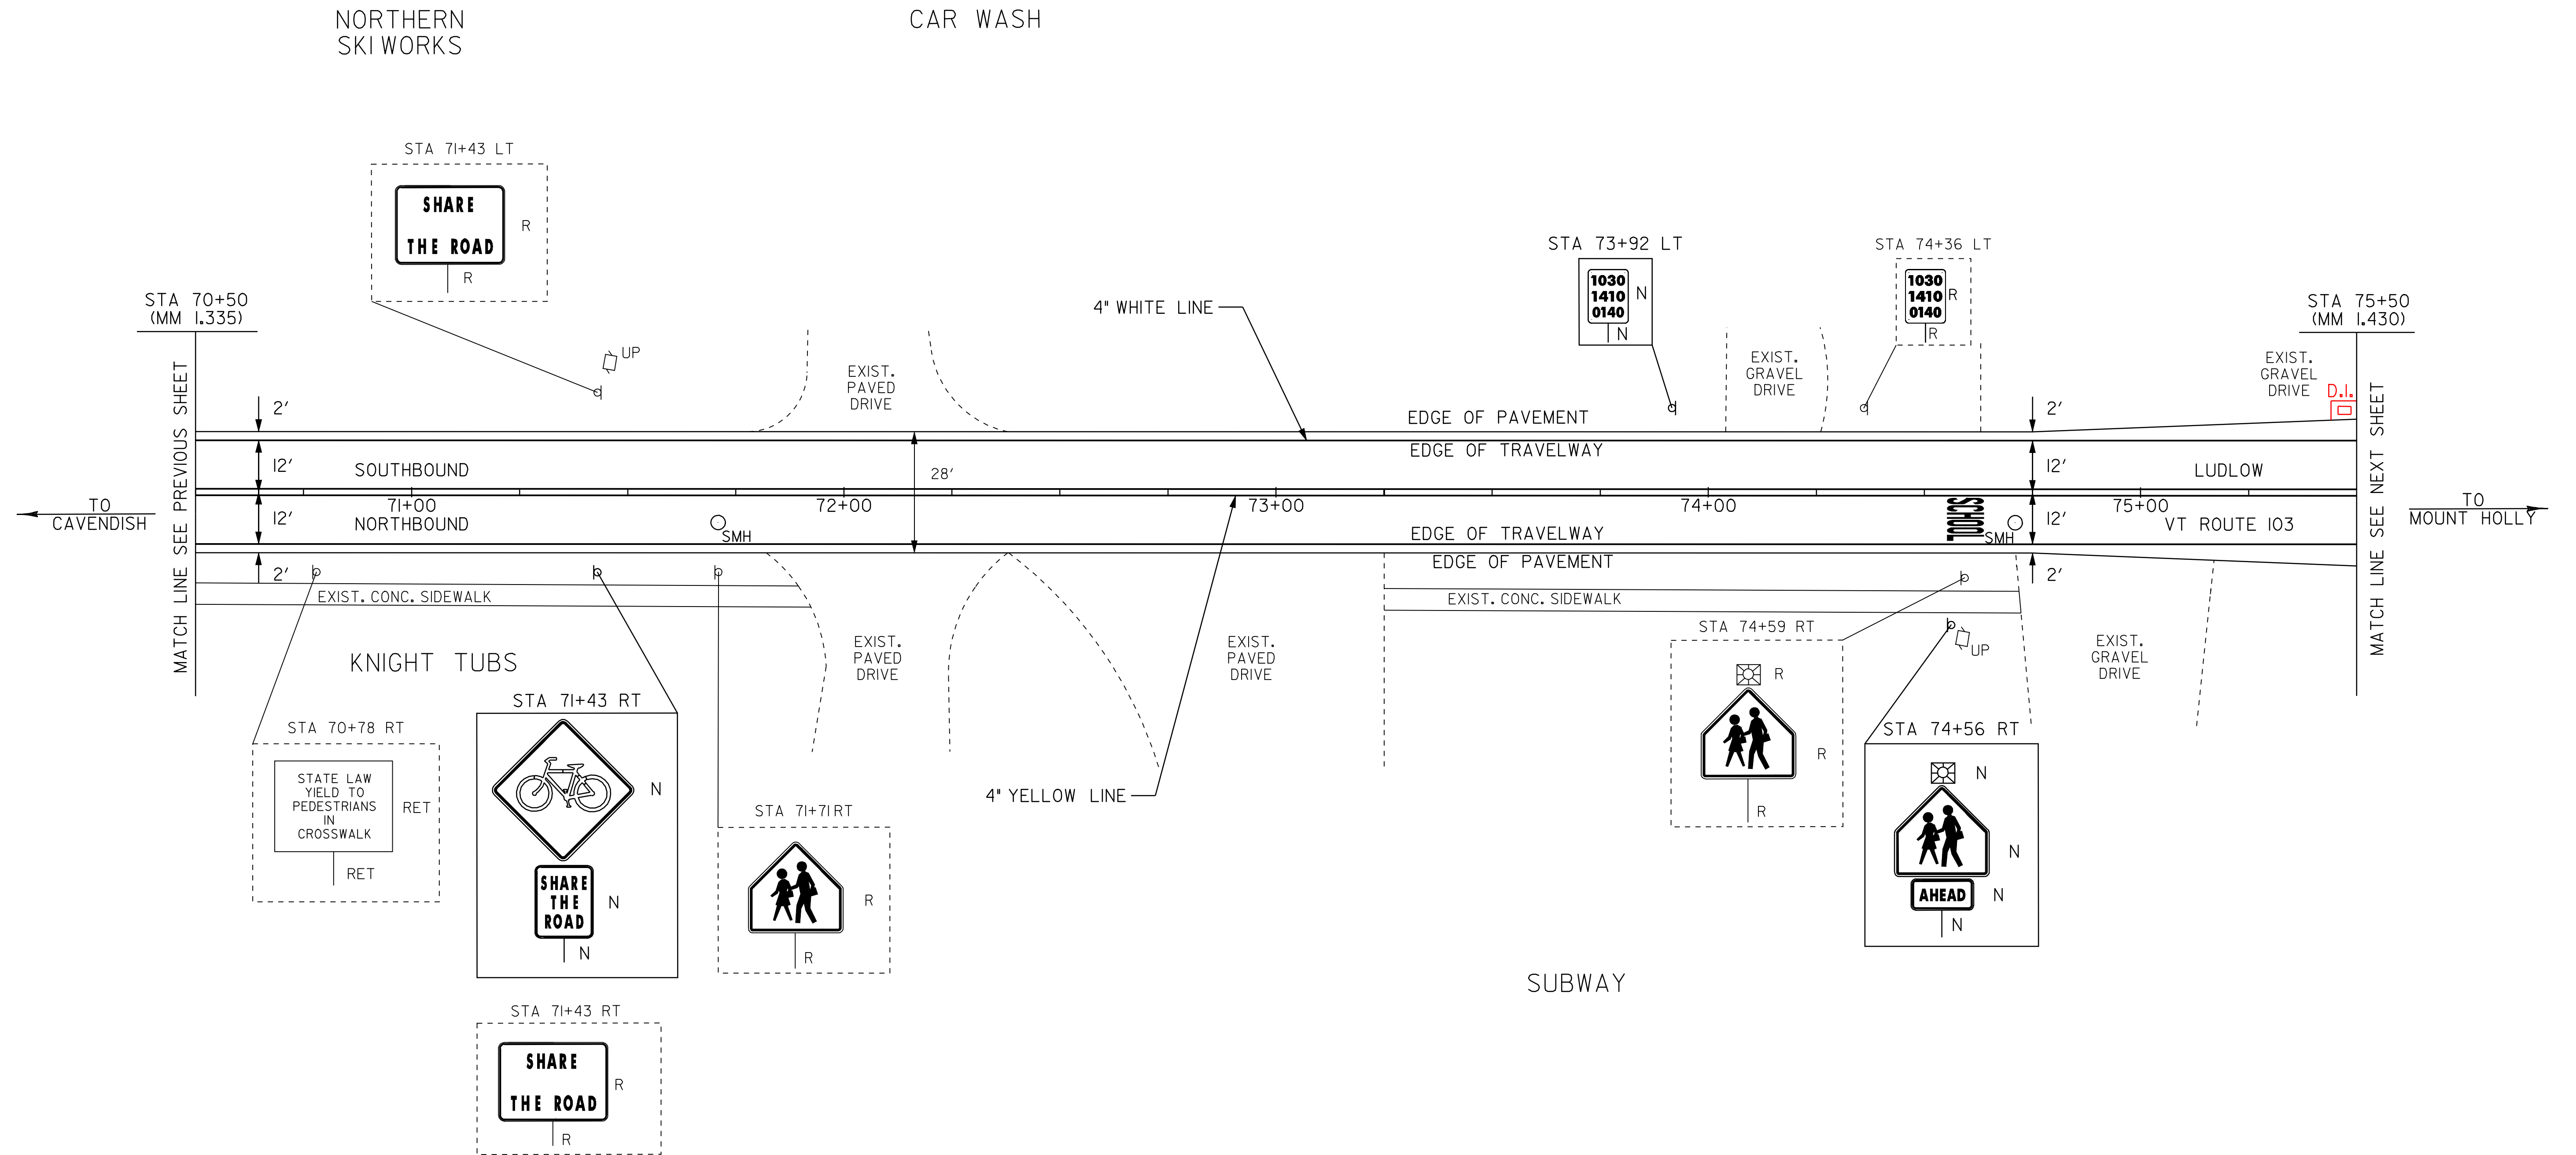 NORTHERN
SKI WORKS
CAR WASH
STA 71+43 LT
SHARE
THE ROAD
R
R
STA 73+92 LT
1030
1410
0140
N
N
STA 74+36 LT
1030
1410
0140
R
R
STA 70+50
(MM 1.335)
4" WHITE LINE
STA 75+50
(MM 1.430)
UP
EXIST.
PAVED
DRIVE
EXIST.
GRAVEL
DRIVE
EXIST.
GRAVEL
DRIVE
D.I.
MATCH LINE SEE PREVIOUS SHEET
MATCH LINE SEE NEXT SHEET
2'
EDGE OF PAVEMENT
2'
EDGE OF TRAVELWAY
12'
SOUTHBOUND
28'
12'
LUDLOW
TO
CAVENDISH
71+00
72+00
73+00
74+00
75+00
TO
MOUNT HOLLY
12'
NORTHBOUND
SMH
EDGE OF TRAVELWAY
SCHOOL
SMH
12'
VT ROUTE 103
EDGE OF PAVEMENT
2'
2'
EXIST. CONC. SIDEWALK
EXIST. CONC. SIDEWALK
KNIGHT TUBS
EXIST.
PAVED
DRIVE
EXIST.
PAVED
DRIVE
STA 74+59 RT
R
R
R
UP
EXIST.
GRAVEL
DRIVE
STA 70+78 RT
STATE LAW
YIELD TO
PEDESTRIANS
IN
CROSSWALK
RET
RET
STA 71+43 RT
N
SHARE
THE
ROAD
N
N
STA 71+71 RT
R
R
4" YELLOW LINE
STA 74+56 RT
N
N
AHEAD
N
N
SUBWAY
STA 71+43 RT
SHARE
THE ROAD
R
R